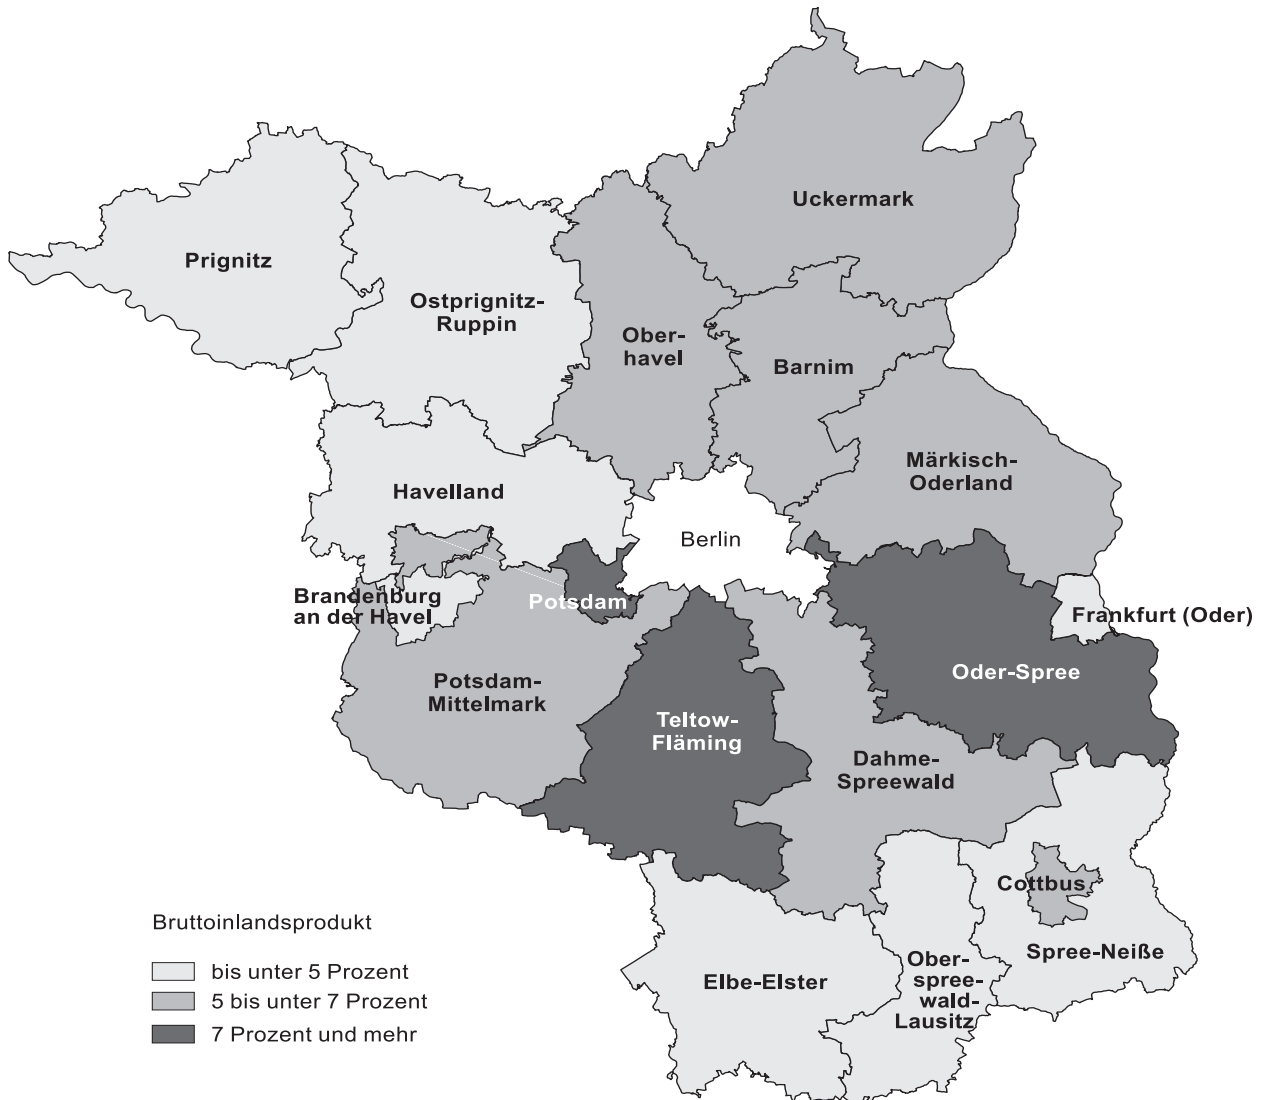 Uckermark
Prignitz
Ostprignitz-
Ruppin
Ober-
havel
Barnim
Märkisch-
Oderland
Havelland
Berlin
Brandenburg
an der Havel
Potsdam
Frankfurt (Oder)
Oder-Spree
Potsdam-
Mittelmark
Teltow-
Fläming
Dahme-
Spreewald
Cottbus
Spree-Neiße
Elbe-Elster
Ober-
spree-
wald-
Lausitz
Bruttoinlandsprodukt
bis unter 5 Prozent
5 bis unter 7 Prozent
7 Prozent und mehr